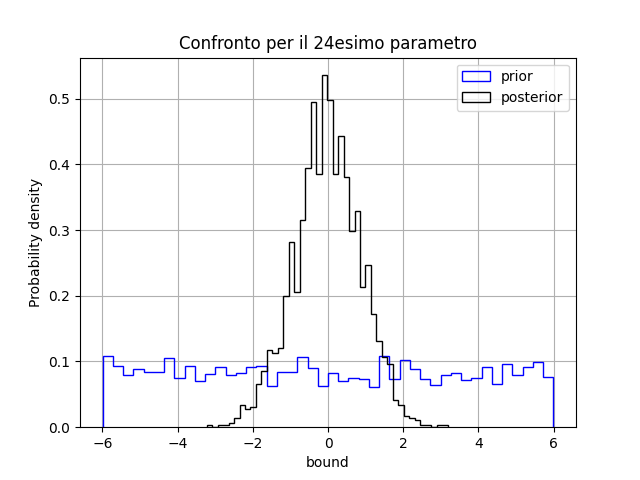 Confronto per il 24esimo parametro
prior
posterior
Probability density
0.5
0.4
0.3
0.2
0.1
0.0
−6
−4
−2
0
2
4
6
bound